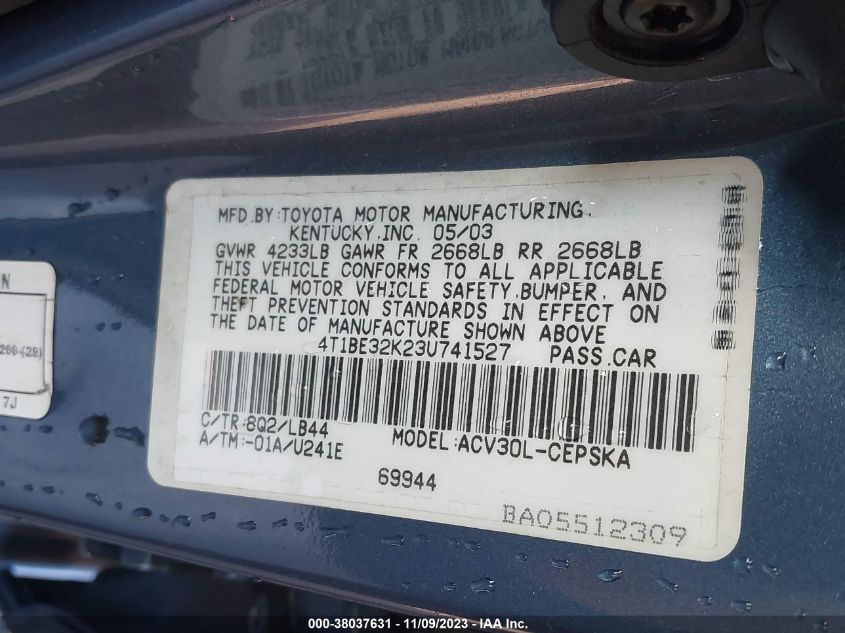 MFD.BY:TOYOTA MOTOR MANUFACTURING,
KENTUCKY,INC. 05/03
GVWR 4233LB GAWR FR 2668LB RR 2668LB
THIS VEHICLE CONFORMS TO ALL APPLICABLE
FEDERAL MOTOR VEHICLE SAFETY,BUMPER, AND
THEFT PREVENTION STANDARDS IN EFFECT ON
THE DATE OF MANUFACTURE SHOWN ABOVE
4T1BE32K23U741527 PASS.CAR
C/TR:8Q2/LB44
A/TM:-01A/U241E
MODEL:ACV30L-CEPSKA
69944
BA05512309
N
200-(29)
7J
000-38037631 - 11/09/2023 - IAA Inc.